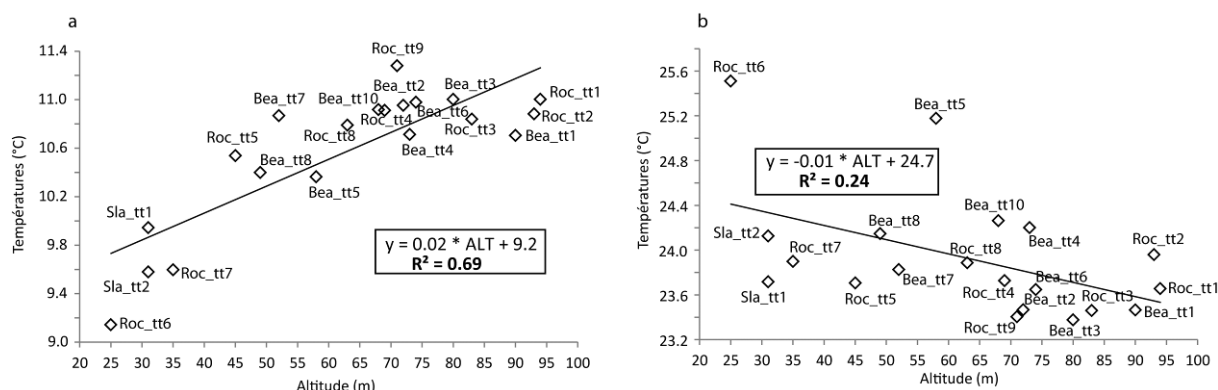 a
Températures (°C)
11.4
11.0
10.6
10.2
9.8
9.4
9.0
Roc_tt9
Bea_tt3
Bea_tt2
Roc_tt1
Bea_tt7
Bea_tt10
Bea_tt6
Roc_tt2
Roc_tt5
Roc_tt8
Roc_tt4
Roc_tt3
Bea_tt1
Bea_tt8
Bea_tt4
Bea_tt5
Sla_tt1
Sla_tt2
Roc_tt7
Roc_tt6
y = 0.02 * ALT + 9.2
R² = 0.69
20 25 31 35 40 45 50 55 60 65 70 75 80 85 90 95 100
Altitude (m)
b
Températures (°C)
25.6
25.2
24.8
24.4
24.0
23.6
23.2
Roc_tt6
Bea_tt5
y = -0.01 * ALT + 24.7
R² = 0.24
Bea_tt10
Bea_tt8
Bea_tt4
Sla_tt2
Roc_tt7
Roc_tt8
Roc_tt2
Bea_tt7
Bea_tt6
Sla_tt1
Roc_tt5
Roc_tt4
Bea_tt2
Roc_tt3
Roc_tt1
Roc_tt9
Bea_tt3
Bea_tt1
20 25 30 35 40 45 50 55 60 65 70 75 80 85 90 95 100
Altitude (m)